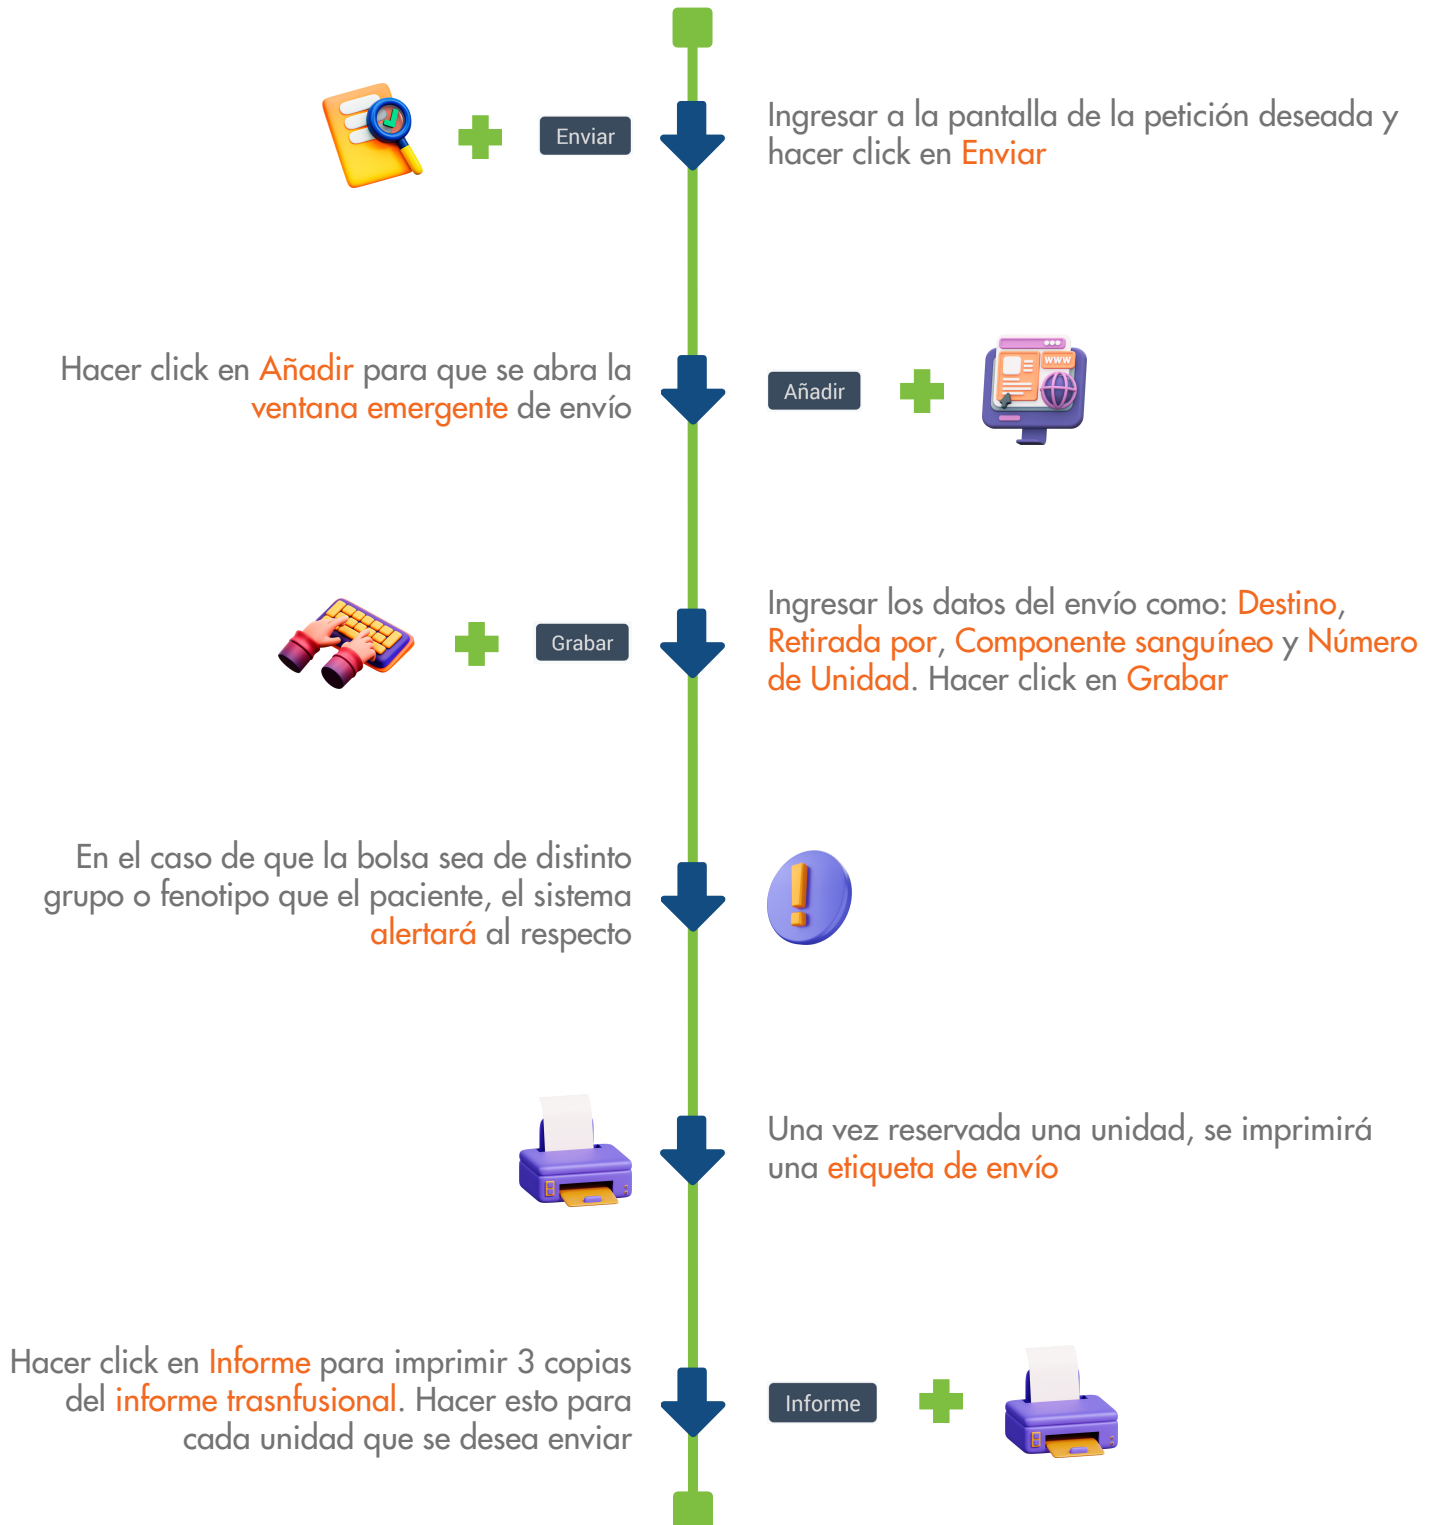 Enviar
Ingresar a la pantalla de la petición deseada y
hacer click en Enviar
Hacer click en Añadir para que se abra la
ventana emergente de envío
Añadir
www
Grabar
Ingresar los datos del envío como: Destino,
Retirada por, Componente sanguíneo y Número
de Unidad. Hacer click en Grabar
En el caso de que la bolsa sea de distinto
grupo o fenotipo que el paciente, el sistema
alertará al respecto
Una vez reservada una unidad, se imprimirá
una etiqueta de envío
Hacer click en Informe para imprimir 3 copias
del informe trasnfusional. Hacer esto para
cada unidad que se desea enviar
Informe